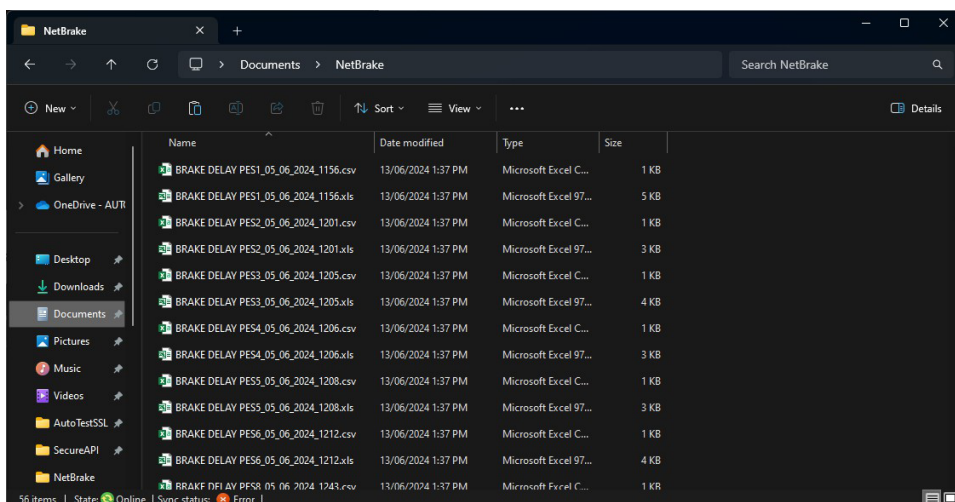 NetBrake
Documents > NetBrake
Search NetBrake
New
Sort
View
Details
Home
Gallery
OneDrive - AUT
Desktop
Downloads
Documents
Pictures
Music
Videos
AutoTestSSL
SecureAPI
NetBrake
Name Date modified Type Size
BRAKE DELAY PES1_05_06_2024_1156.csv 13/06/2024 1:37 PM Microsoft Excel C... 1 KB
BRAKE DELAY PES1_05_06_2024_1156.xls 13/06/2024 1:37 PM Microsoft Excel 97... 5 KB
BRAKE DELAY PES2_05_06_2024_1201.csv 13/06/2024 1:37 PM Microsoft Excel C... 1 KB
BRAKE DELAY PES2_05_06_2024_1201.xls 13/06/2024 1:37 PM Microsoft Excel 97... 3 KB
BRAKE DELAY PES3_05_06_2024_1205.csv 13/06/2024 1:37 PM Microsoft Excel C... 1 KB
BRAKE DELAY PES3_05_06_2024_1205.xls 13/06/2024 1:37 PM Microsoft Excel 97... 4 KB
BRAKE DELAY PES4_05_06_2024_1206.csv 13/06/2024 1:37 PM Microsoft Excel C... 1 KB
BRAKE DELAY PES4_05_06_2024_1206.xls 13/06/2024 1:37 PM Microsoft Excel 97... 3 KB
BRAKE DELAY PES5_05_06_2024_1208.csv 13/06/2024 1:37 PM Microsoft Excel C... 1 KB
BRAKE DELAY PES5_05_06_2024_1208.xls 13/06/2024 1:37 PM Microsoft Excel 97... 3 KB
BRAKE DELAY PES6_05_06_2024_1212.csv 13/06/2024 1:37 PM Microsoft Excel C... 1 KB
BRAKE DELAY PES6_05_06_2024_1212.xls 13/06/2024 1:37 PM Microsoft Excel 97... 4 KB
BRAKE DELAY PES8_05_06_2024_1243.csv 13/06/2024 1:37 PM Microsoft Excel C... 1 KB
56 items | State: Online | Sync status: Error |